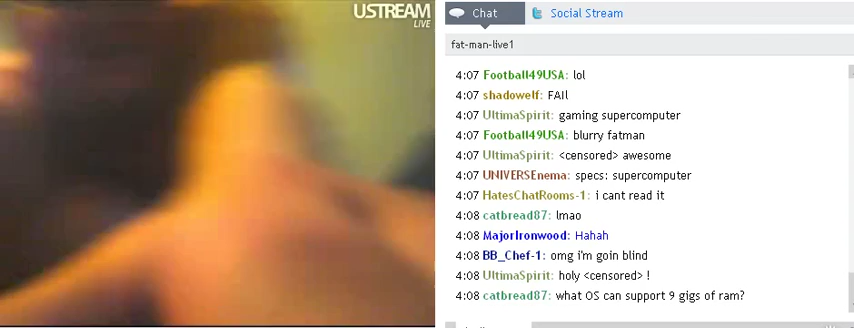 USTREAM
LIVE
Chat
Social Stream
fat-man-live1
4:07 Football49USA: lol
4:07 shadowelf: FAIl
4:07 UltimaSpirit: gaming supercomputer
4:07 Football49USA: blurry fatman
4:07 UltimaSpirit: <censored> awesome
4:07 UNIVERSEnema: specs: supercomputer
4:07 HatesChatRooms-1: i cant read it
4:08 catbread87: lmao
4:08 MajorIronwood: Hahah
4:08 BB_Chef-1: omg i'm goin blind
4:08 UltimaSpirit: holy <censored> !
4:08 catbread87: what OS can support 9 gigs of ram?